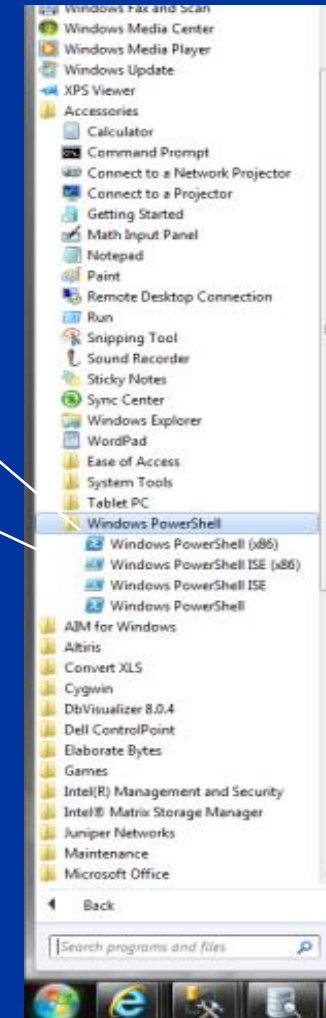 Windows Fax and Scan
Windows Media Center
Windows Media Player
Windows Update
XPS Viewer
Accessories
Calculator
Command Prompt
Connect to a Network Projector
Connect to a Projector
Getting Started
Math Input Panel
Notepad
Paint
Remote Desktop Connection
Run
Snipping Tool
Sound Recorder
Sticky Notes
Sync Center
Windows Explorer
WordPad
Ease of Access
System Tools
Tablet PC
Windows PowerShell
Windows PowerShell (x86)
Windows PowerShell ISE (x86)
Windows PowerShell ISE
Windows PowerShell
AIM for Windows
Altiris
Convert XLS
Cygwin
DbVisualizer 8.0.4
Dell ControlPoint
Elaborate Bytes
Games
Intel(R) Management and Security
Intel® Matrix Storage Manager
Juniper Networks
Maintenance
Microsoft Office
Back
Search programs and files